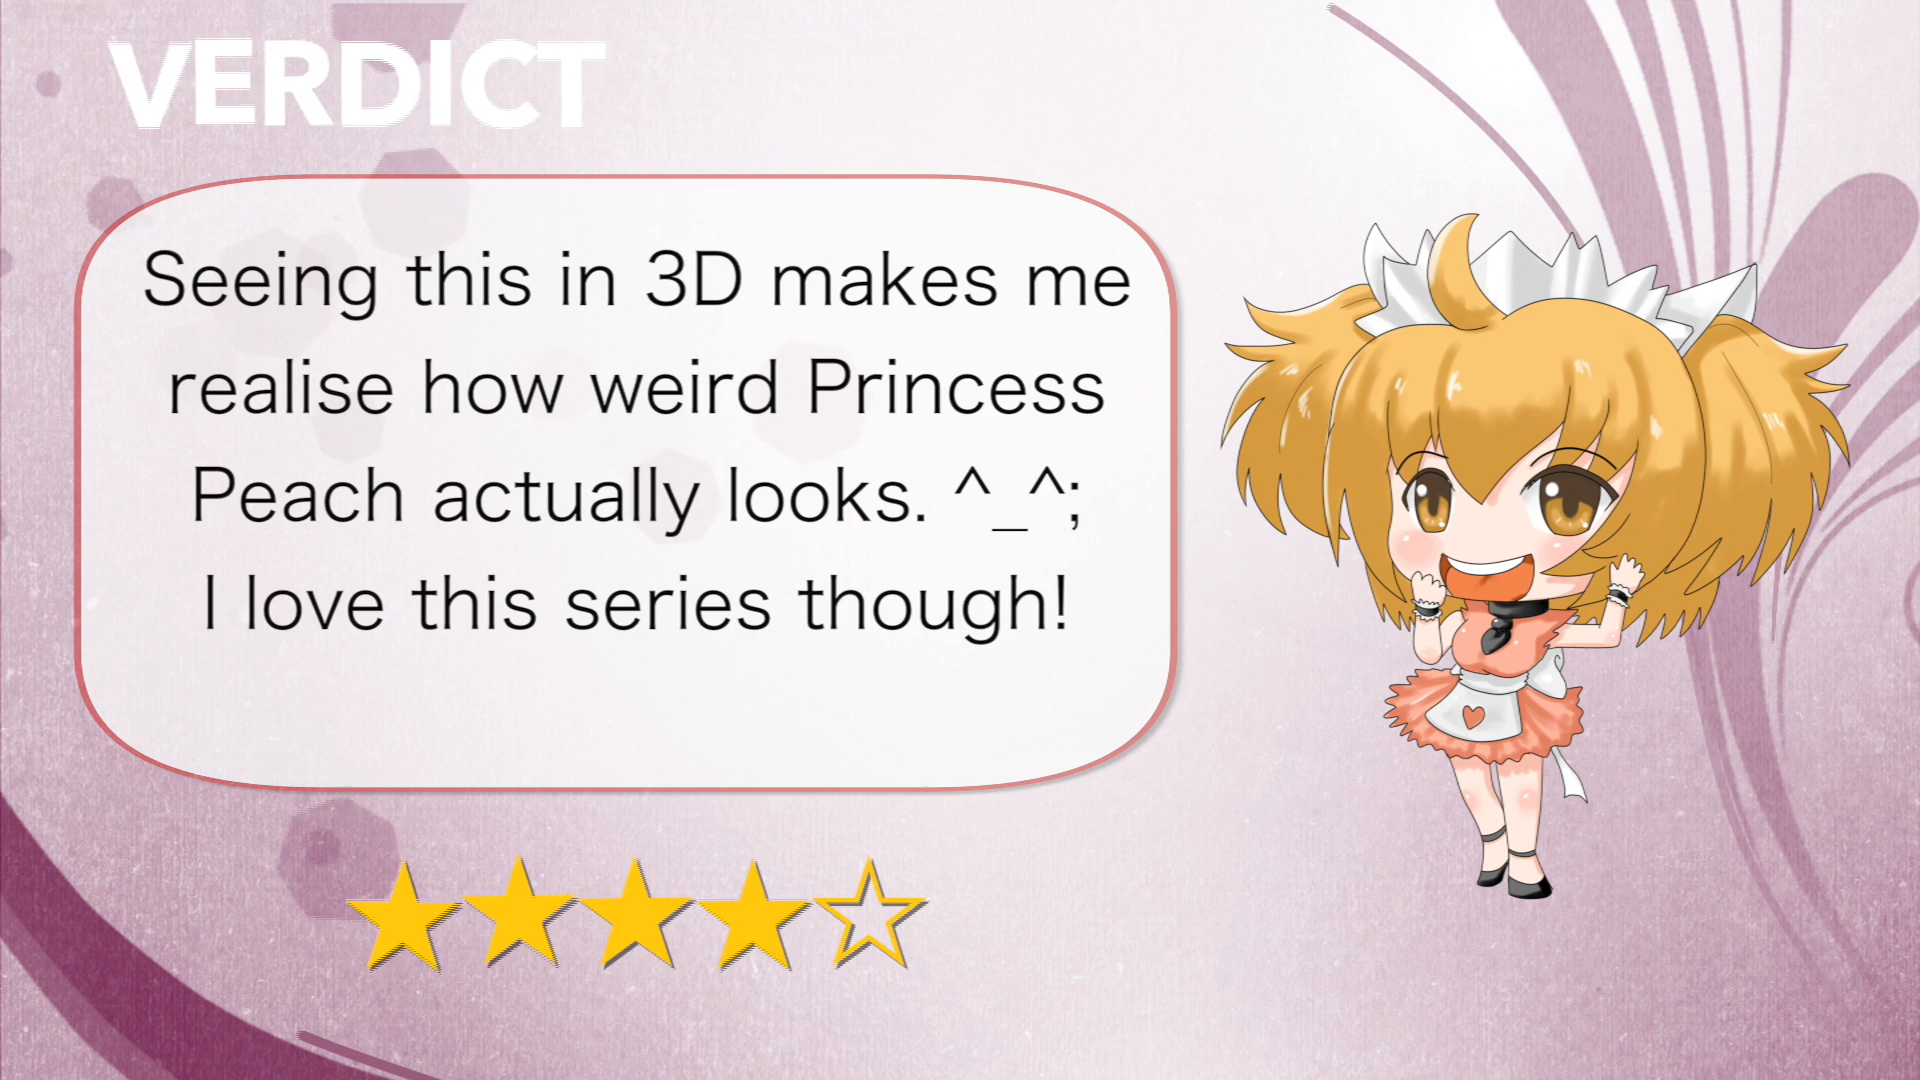 VERDICT
Seeing this in 3D makes me
realise how weird Princess
Peach actually looks. ^_^;
I love this series though!